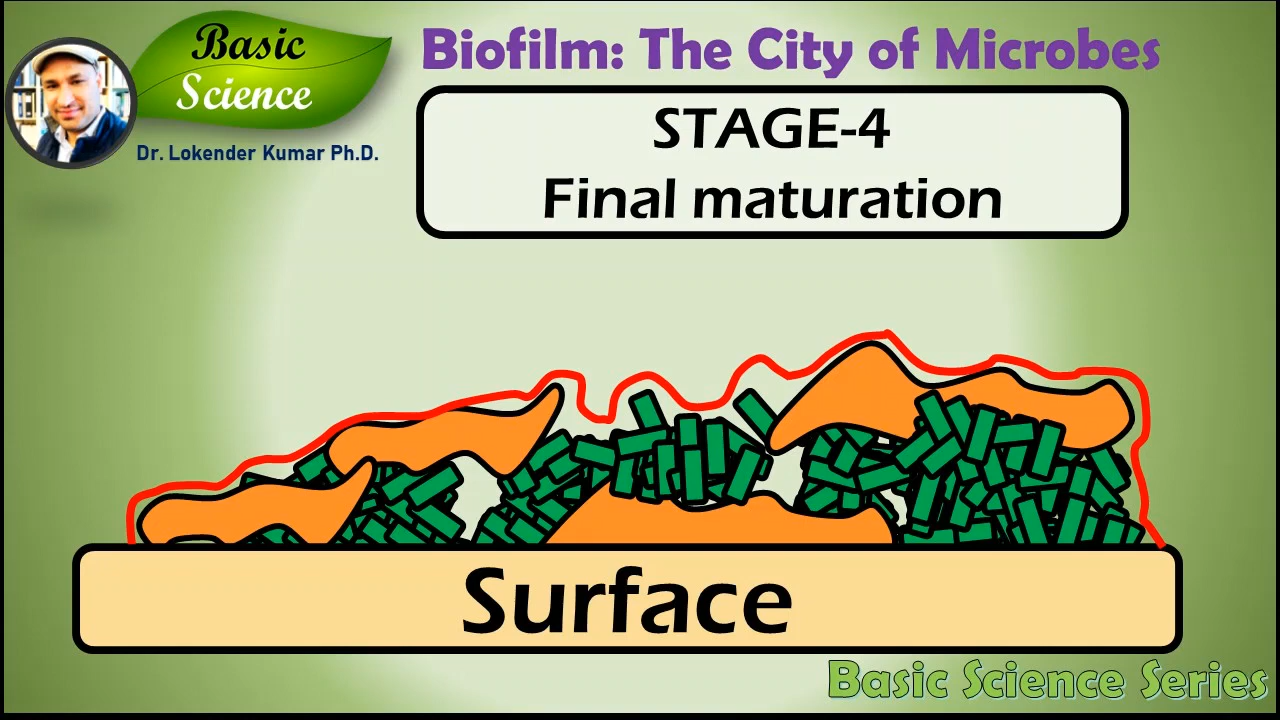 Basic
Science
Dr. Lokender Kumar Ph.D.
Biofilm: The City of Microbes
STAGE-4
Final maturation
Surface
Basic Science Series